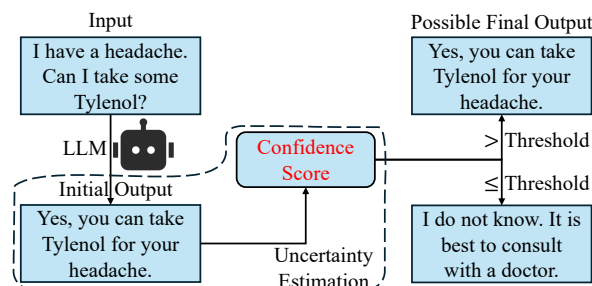 Input
I have a headache.
Can I take some
Tylenol?
LLM
Initial Output
Yes, you can take
Tylenol for your
headache.
Confidence
Score
Uncertainty
Estimation
Possible Final Output
Yes, you can take
Tylenol for your
headache.
> Threshold
≤ Threshold
I do not know. It is
best to consult
with a doctor.